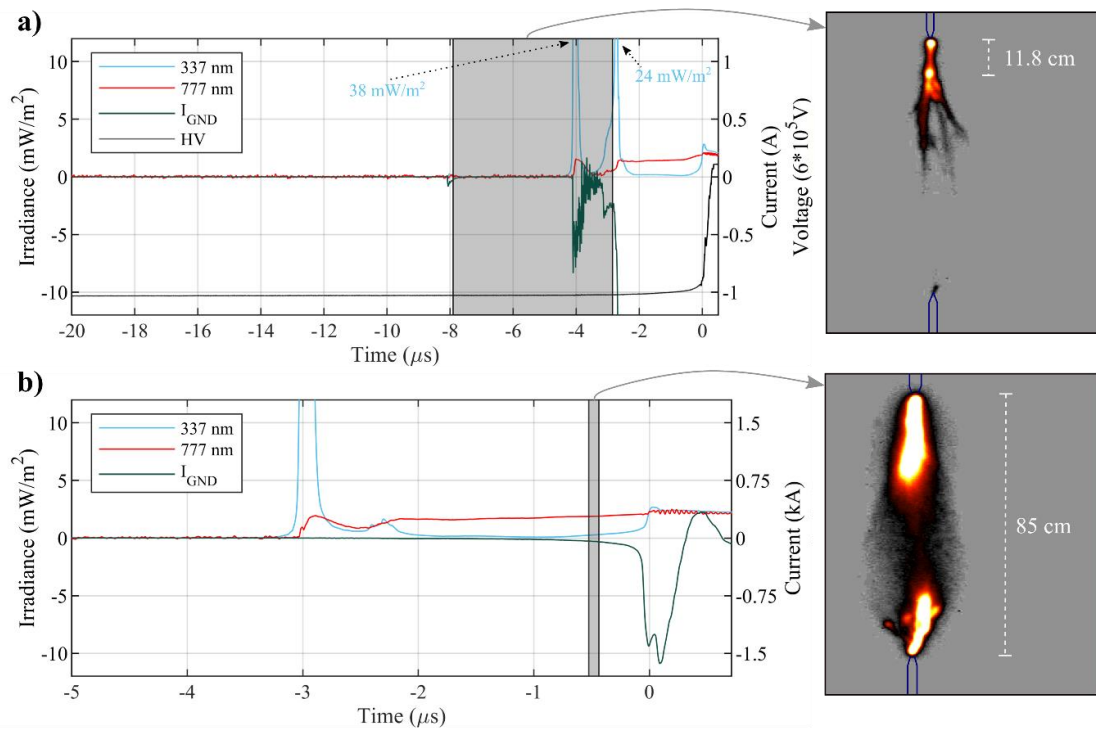 a)
337 nm
777 nm
I_GND
HV
38 mW/m²
24 mW/m²
10
5
0
-5
-10
Irradiance (mW/m²)
1
0.5
0
-0.5
-1
Current (A)
Voltage (6*10⁵V)
-20
-18
-16
-14
-12
-10
-8
-6
-4
-2
0
Time (μs)
11.8 cm
b)
337 nm
777 nm
I_GND
10
5
0
-5
-10
Irradiance (mW/m²)
1.5
0.75
0
-0.75
-1.5
Current (kA)
-5
-4
-3
-2
-1
0
Time (μs)
85 cm